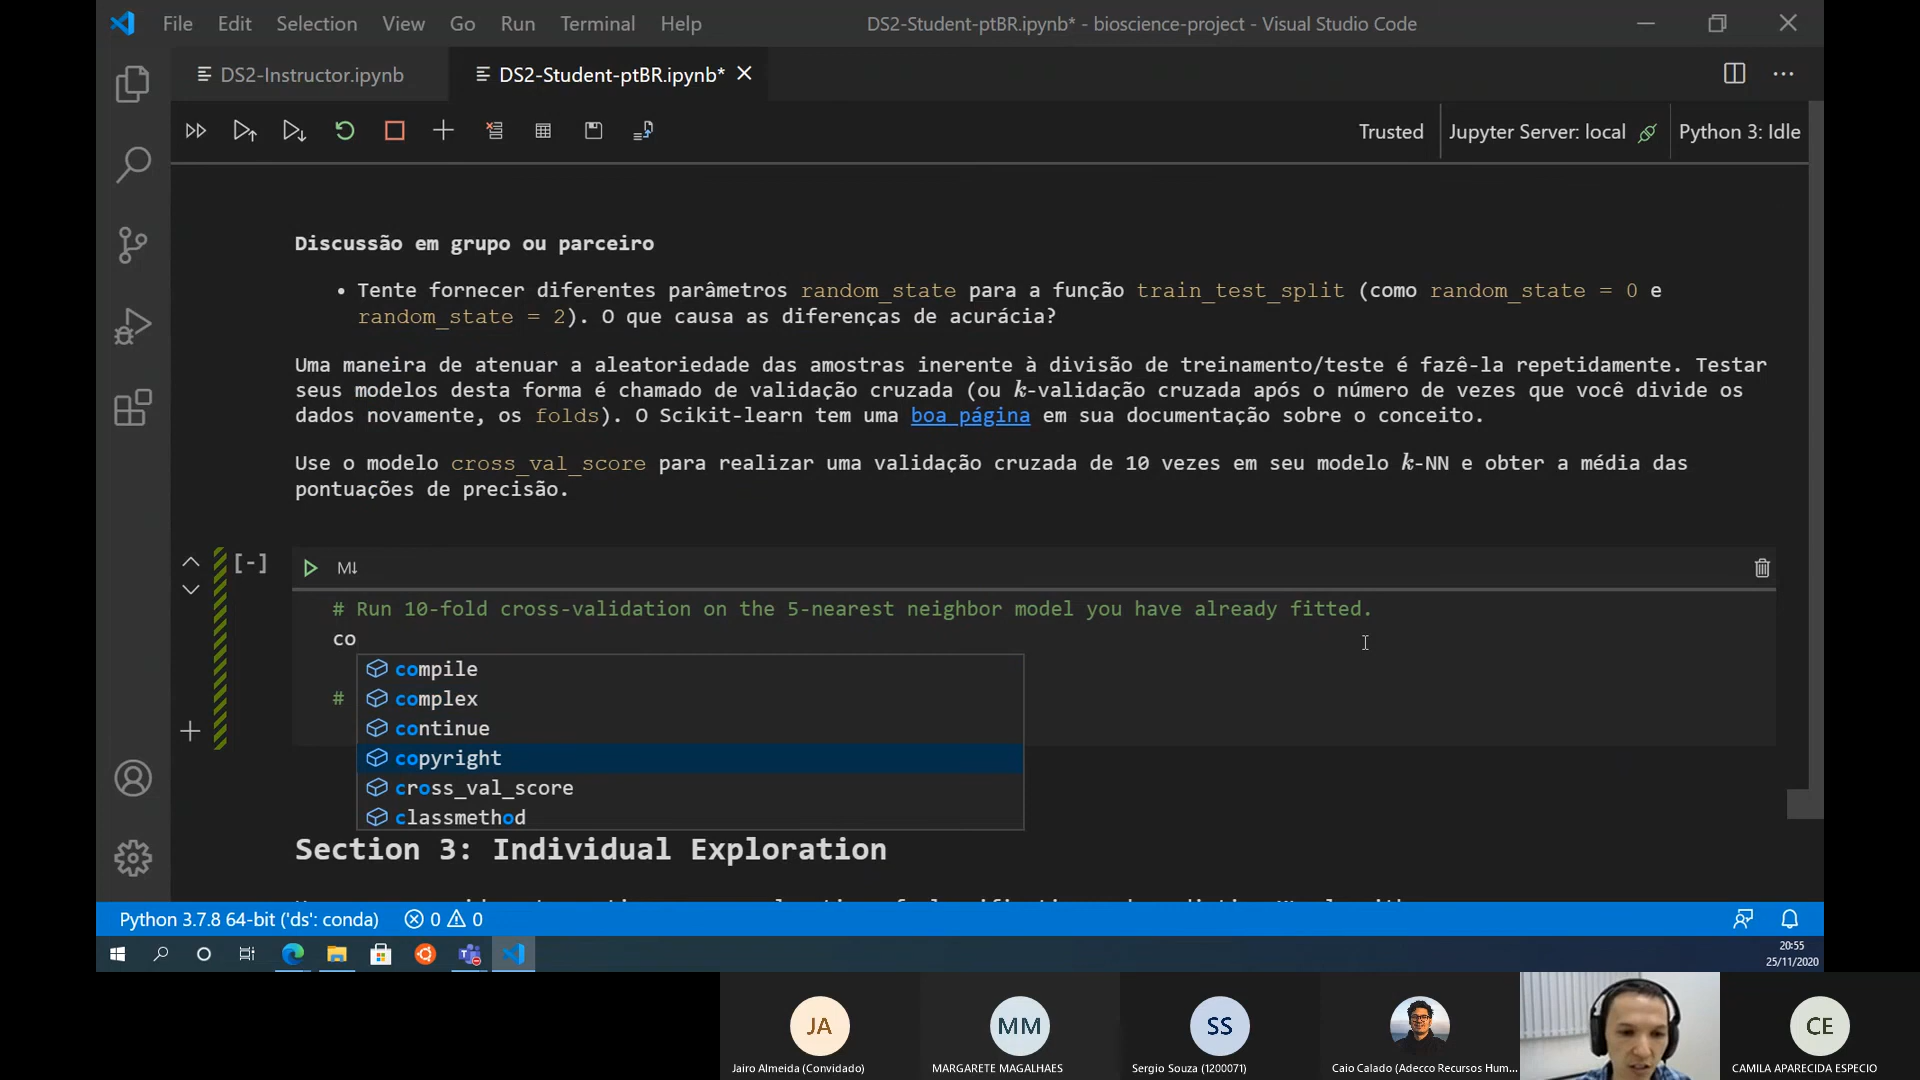 File Edit Selection View Go Run Terminal Help
DS2-Student-ptBR.ipynb* - bioscience-project - Visual Studio Code
DS2-Instructor.ipynb
DS2-Student-ptBR.ipynb*
Trusted
Jupyter Server: local
Python 3: Idle
Discussão em grupo ou parceiro
• Tente fornecer diferentes parâmetros random_state para a função train_test_split (como random_state = 0 e
random_state = 2). O que causa as diferenças de acurácia?
Uma maneira de atenuar a aleatoriedade das amostras inerente à divisão de treinamento/teste é fazê-la repetidamente. Testar
seus modelos desta forma é chamado de validação cruzada (ou k-validação cruzada após o número de vezes que você divide os
dados novamente, os folds). O Scikit-learn tem uma boa página em sua documentação sobre o conceito.
Use o modelo cross_val_score para realizar uma validação cruzada de 10 vezes em seu modelo k-NN e obter a média das
pontuações de precisão.
[-]
M↓
# Run 10-fold cross-validation on the 5-nearest neighbor model you have already fitted.
co
compile
complex
#
continue
copyright
cross_val_score
classmethod
Section 3: Individual Exploration
Python 3.7.8 64-bit ('ds': conda)
0
0
20:55
25/11/2020
JA
MM
SS
CE
Jairo Almeida (Convidado)
MARGARETE MAGALHAES
Sergio Souza (1200071)
Caio Calado (Adecco Recursos Hum...
CAMILA APARECIDA ESPECIO